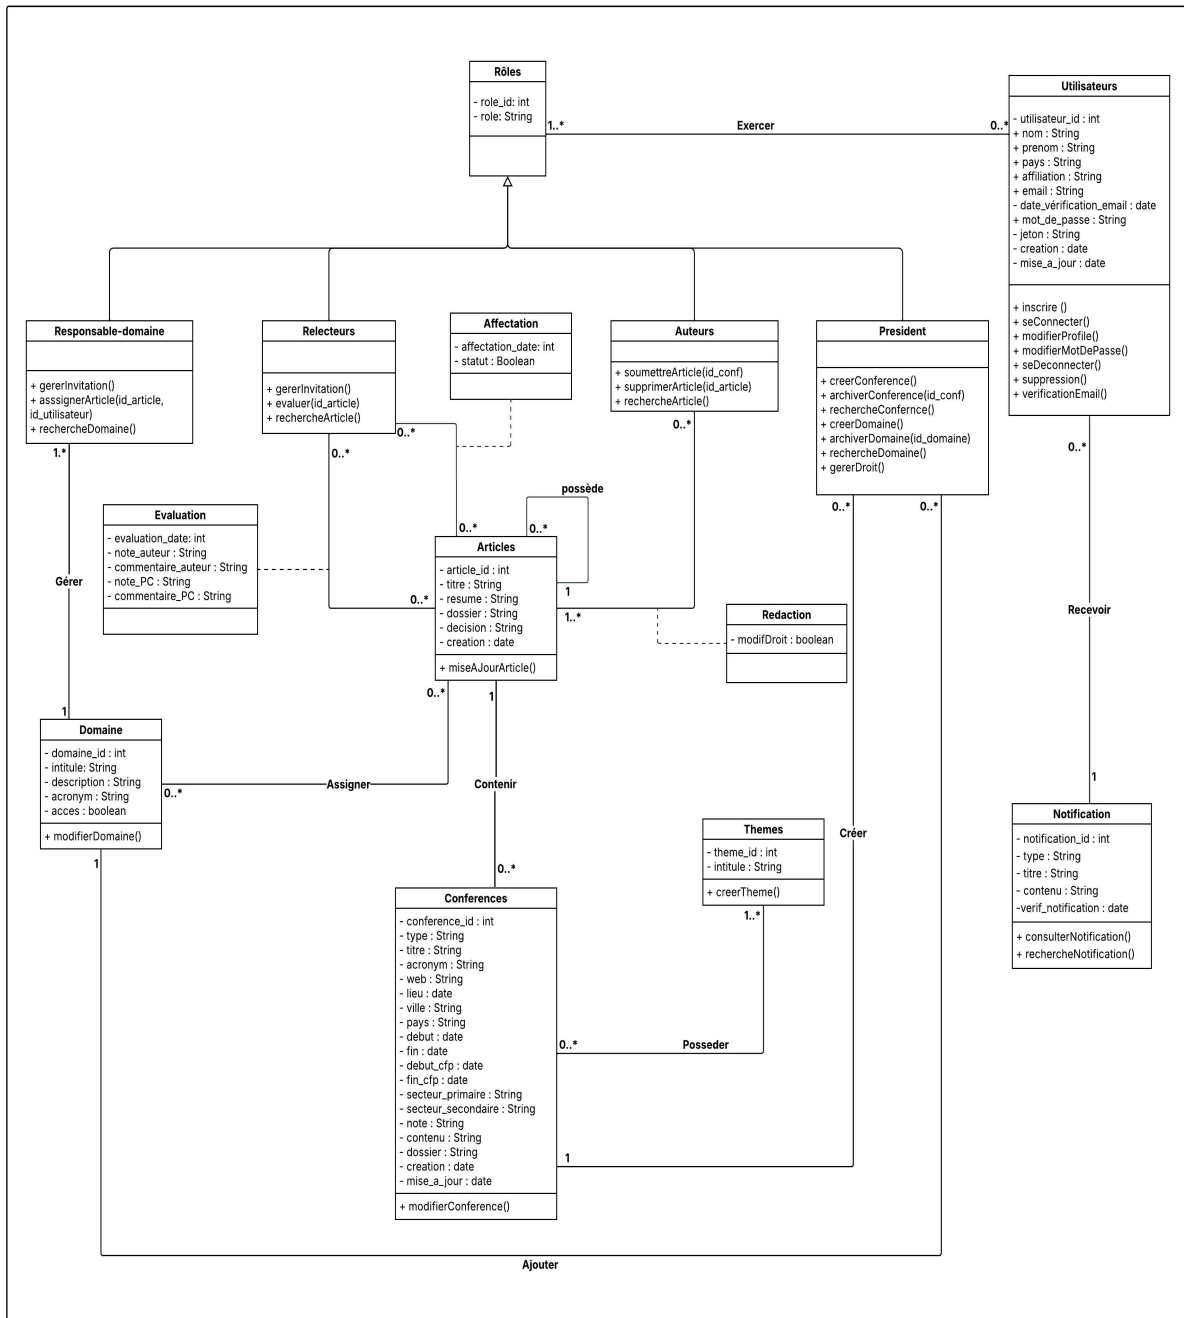 Rôles
- role_id: int
- role: String
1..*
Exercer
0..*
Utilisateurs
- utilisateur_id : int
+ nom : String
+ prenom : String
+ pays : String
+ affiliation : String
+ email : String
- date_vérification_email : date
+ mot_de_passe : String
- jeton : String
- creation : date
- mise_a_jour : date
+ inscrire ()
+ seConnecter()
+ modifierProfile()
+ modifierMotDePasse()
+ seDeconnecter()
+ suppression()
+ verificationEmail()
0..*
Responsable-domaine
+ gererInvitation()
+ asssignerArticle(id_article,
id_utilisateur)
+ rechercheDomaine()
1.*
Relecteurs
+ gererInvitation()
+ evaluer(id_article)
+ rechercheArticle()
0..*
0..*
Affectation
- affectation_date: int
- statut : Boolean
Auteurs
+ soumettreArticle(id_conf)
+ supprimerArticle(id_article)
+ rechercheArticle()
0..*
President
+ creerConference()
+ archiverConference(id_conf)
+ rechercheConfernce()
+ creerDomaine()
+ archiverDomaine(id_domaine)
+ rechercheDomaine()
+ gererDroit()
0..*
0..*
possède
Evaluation
- evaluation_date: int
- note_auteur : String
- commentaire_auteur : String
- note_PC : String
- commentaire_PC : String
0..*
0..*
Articles
- article_id : int
- titre : String
- resume : String
- dossier : String
- decision : String
- creation : date
+ miseAJourArticle()
1
0..*
1..*
Gérer
Redaction
- modifDroit : boolean
Recevoir
0..*
1
1
Domaine
- domaine_id : int
- intitule: String
- description : String
- acronym : String
- acces : boolean
+ modifierDomaine()
0..*
Assigner
Contenir
1
1
Notification
- notification_id : int
- type : String
- titre : String
- contenu : String
-verif_notification : date
+ consulterNotification()
+ rechercheNotification()
Créer
Themes
- theme_id : int
- intitule : String
+ creerTheme()
1..*
0..*
Conferences
- conference_id : int
- type : String
- titre : String
- acronym : String
- web : String
- lieu : date
- ville : String
- pays : String
- debut : date
- fin : date
- debut_cfp : date
- fin_cfp : date
- secteur_primaire : String
- secteur_secondaire : String
- note : String
- contenu : String
- dossier : String
- creation : date
- mise_a_jour : date
+ modifierConference()
0..*
Posseder
1
Ajouter